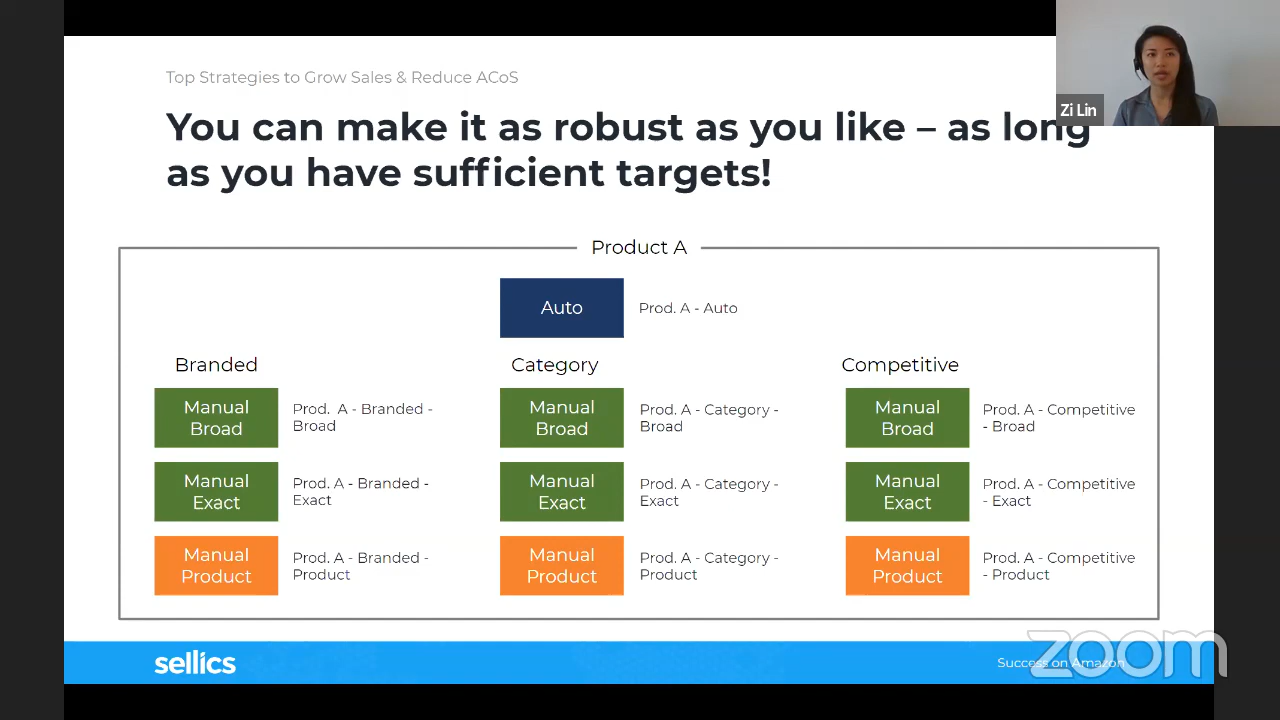 Top Strategies to Grow Sales & Reduce ACoS
You can make it as robust as you like – as long
as you have sufficient targets!
Zi Lin
Product A
Auto
Prod. A - Auto
Branded
Category
Competitive
Manual
Broad
Prod. A - Branded -
Broad
Manual
Broad
Prod. A - Category -
Broad
Manual
Broad
Prod. A - Competitive
- Broad
Manual
Exact
Prod. A - Branded -
Exact
Manual
Exact
Prod. A - Category -
Exact
Manual
Exact
Prod. A - Competitive
- Exact
Manual
Product
Prod. A - Branded -
Product
Manual
Product
Prod. A - Category -
Product
Manual
Product
Prod. A - Competitive
- Product
sellics
Success on Amazon
zoom